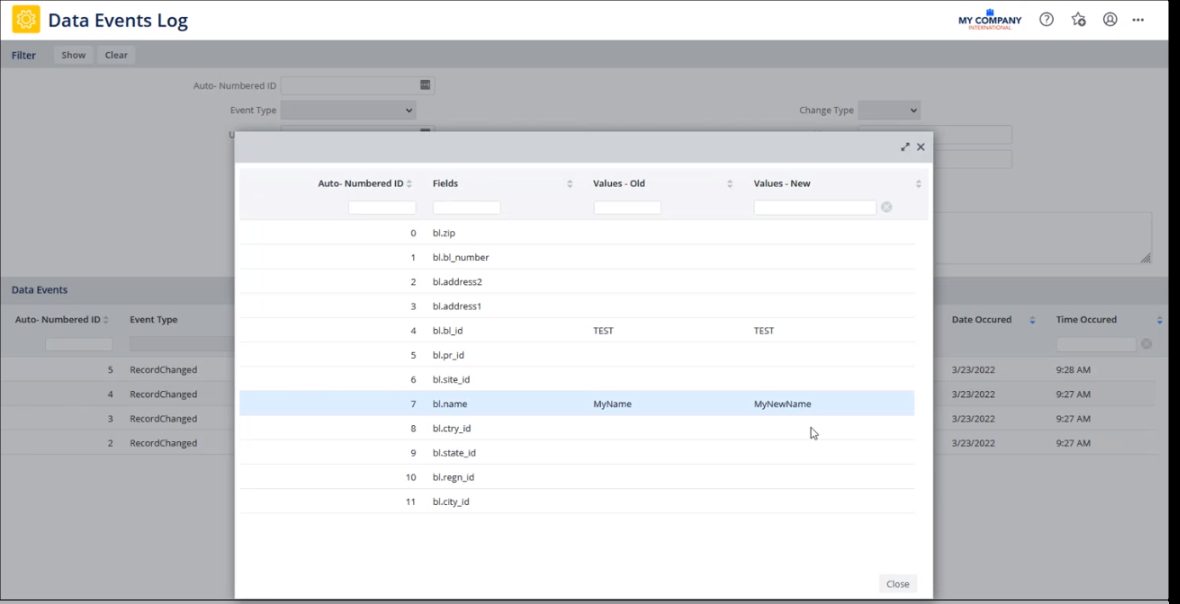 Data Events Log
MY COMPANY
INTERNATIONAL
Filter Show Clear
Auto- Numbered ID
Event Type Change Type
U
Auto- Numbered ID Fields Values - Old Values - New
0 bl.zip
1 bl.bl_number
2 bl.address2
3 bl.address1
4 bl.bl_id TEST TEST
5 bl.pr_id
6 bl.site_id
7 bl.name MyName MyNewName
8 bl.ctry_id
9 bl.state_id
10 bl.regn_id
11 bl.city_id
Close
Data Events
Auto- Numbered ID Event Type Date Occured Time Occured
5 RecordChanged 3/23/2022 9:28 AM
4 RecordChanged 3/23/2022 9:27 AM
3 RecordChanged 3/23/2022 9:27 AM
2 RecordChanged 3/23/2022 9:27 AM